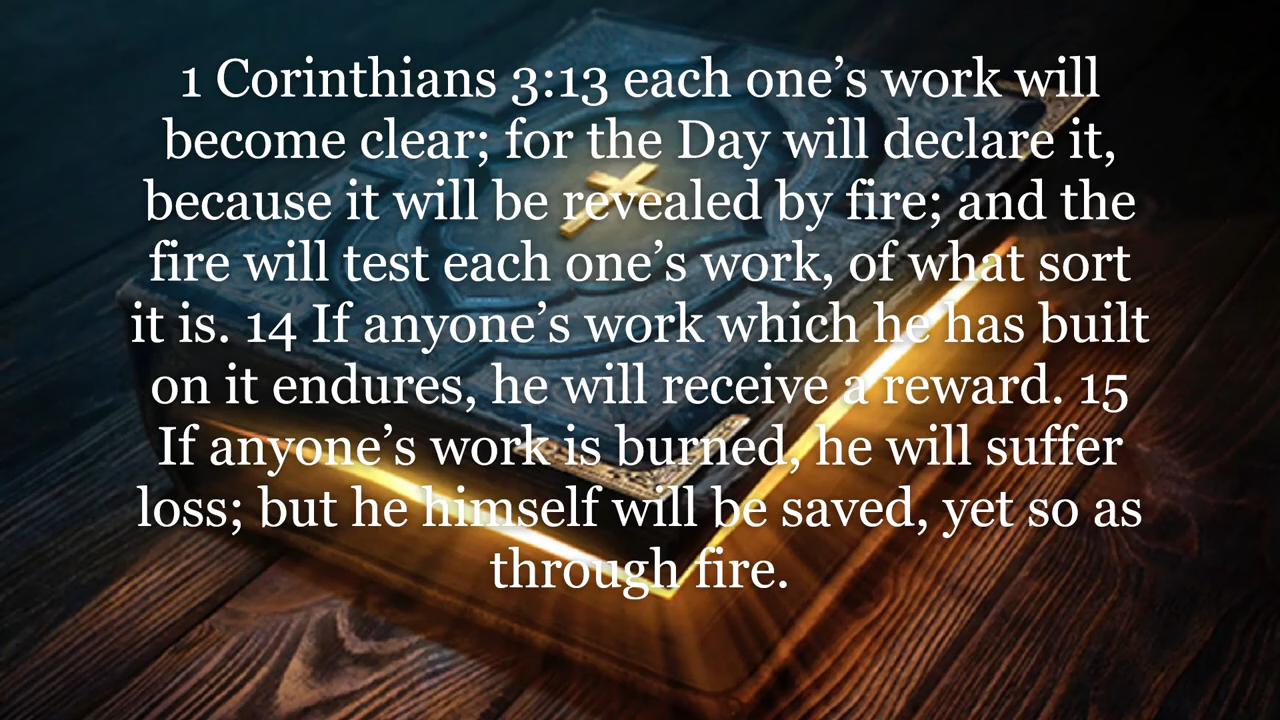 1 Corinthians 3:13 each one’s work will
become clear; for the Day will declare it,
because it will be revealed by fire; and the
fire will test each one’s work, of what sort
it is. 14 If anyone’s work which he has built
on it endures, he will receive a reward. 15
If anyone’s work is burned, he will suffer
loss; but he himself will be saved, yet so as
through fire.